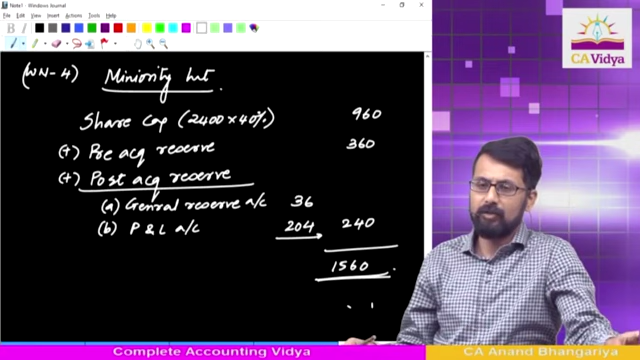 Note1 - Windows Journal
File Edit View Insert Actions Tools Help
(WN-4) Miniority Int
Share Cap (2400 x 40%) 960
(+) Pre acq reserve 360
(+) Post acq reserve
(a) General reserve a/c 36
(b) P & L a/c 204 240
1560
CA Vidya
Complete Accounting Vidya CA Anand Bhangariya